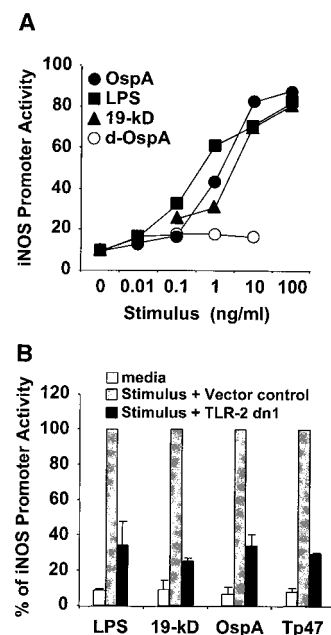 A
iNOS Promoter Activity
100
80
60
40
20
0
OspA
LPS
19-kD
d-OspA
0 0.01 0.1 1 10 100
Stimulus (ng/ml)
B
% of iNOS Promoter Activity
120
100
80
60
40
20
0
media
Stimulus + Vector control
Stimulus + TLR-2 dn1
LPS 19-kD OspA Tp47